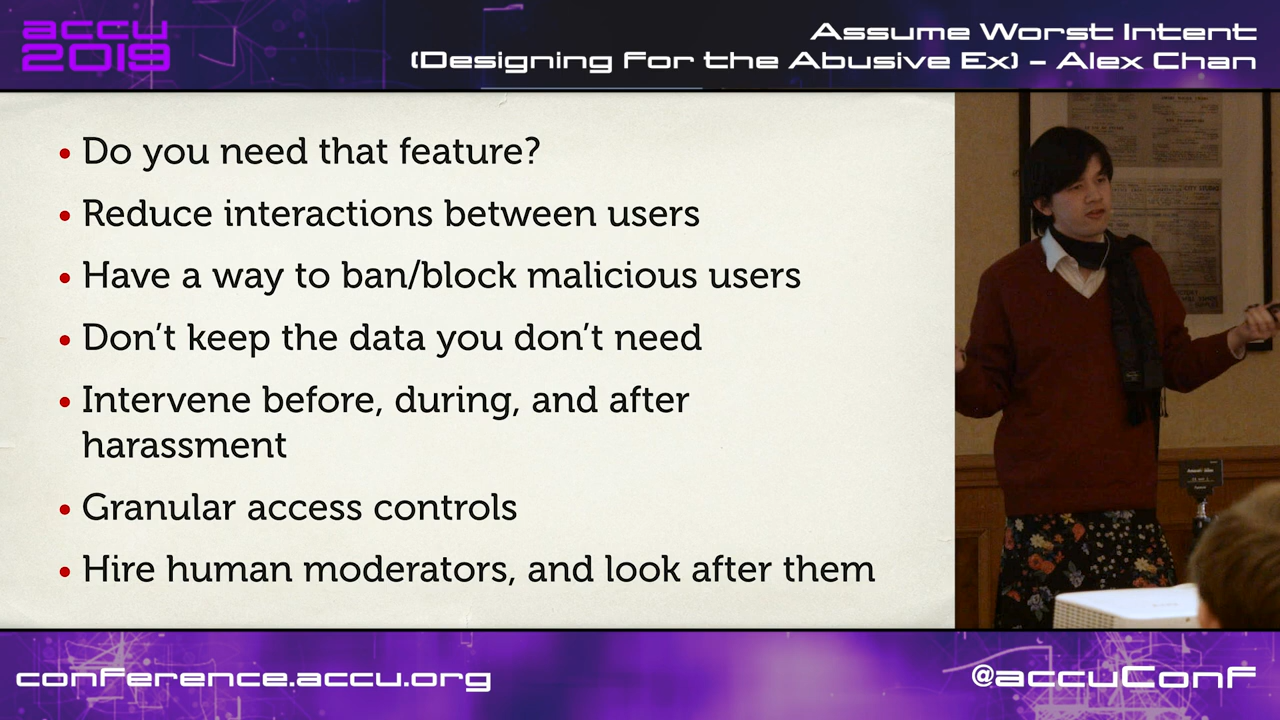 accu
2019
Assume Worst Intent
(Designing For the Abusive Ex) – Alex Chan
• Do you need that feature?
• Reduce interactions between users
• Have a way to ban/block malicious users
• Don’t keep the data you don’t need
• Intervene before, during, and after
harassment
• Granular access controls
• Hire human moderators, and look after them
conference.accu.org
@accuConf